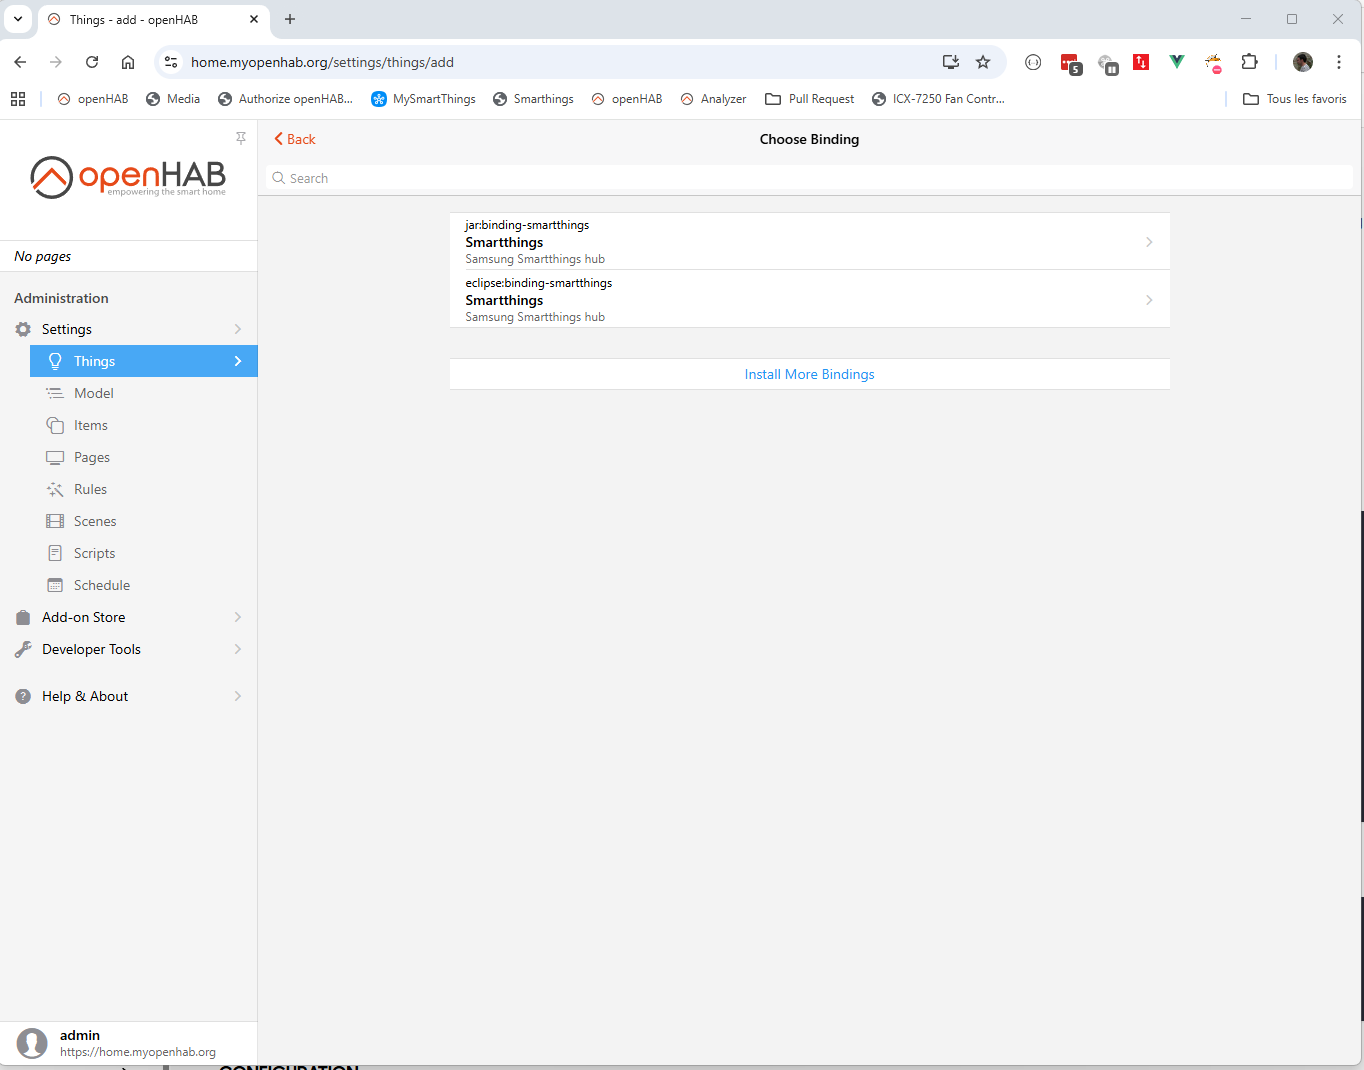 Things - add - openHAB
home.myopenhab.org/settings/things/add
5
openHAB
Media
Authorize openHAB...
MySmartThings
Smarthings
openHAB
Analyzer
Pull Request
ICX-7250 Fan Contr...
Tous les favoris
openHAB
empowering the smart home
Back
Choose Binding
Search
No pages
Administration
Settings
Things
Model
Items
Pages
Rules
Scenes
Scripts
Schedule
Add-on Store
Developer Tools
Help & About
jar:binding-smartthings
Smartthings
Samsung Smartthings hub
eclipse:binding-smartthings
Smartthings
Samsung Smartthings hub
Install More Bindings
admin
https://home.myopenhab.org
CONFIGURATION